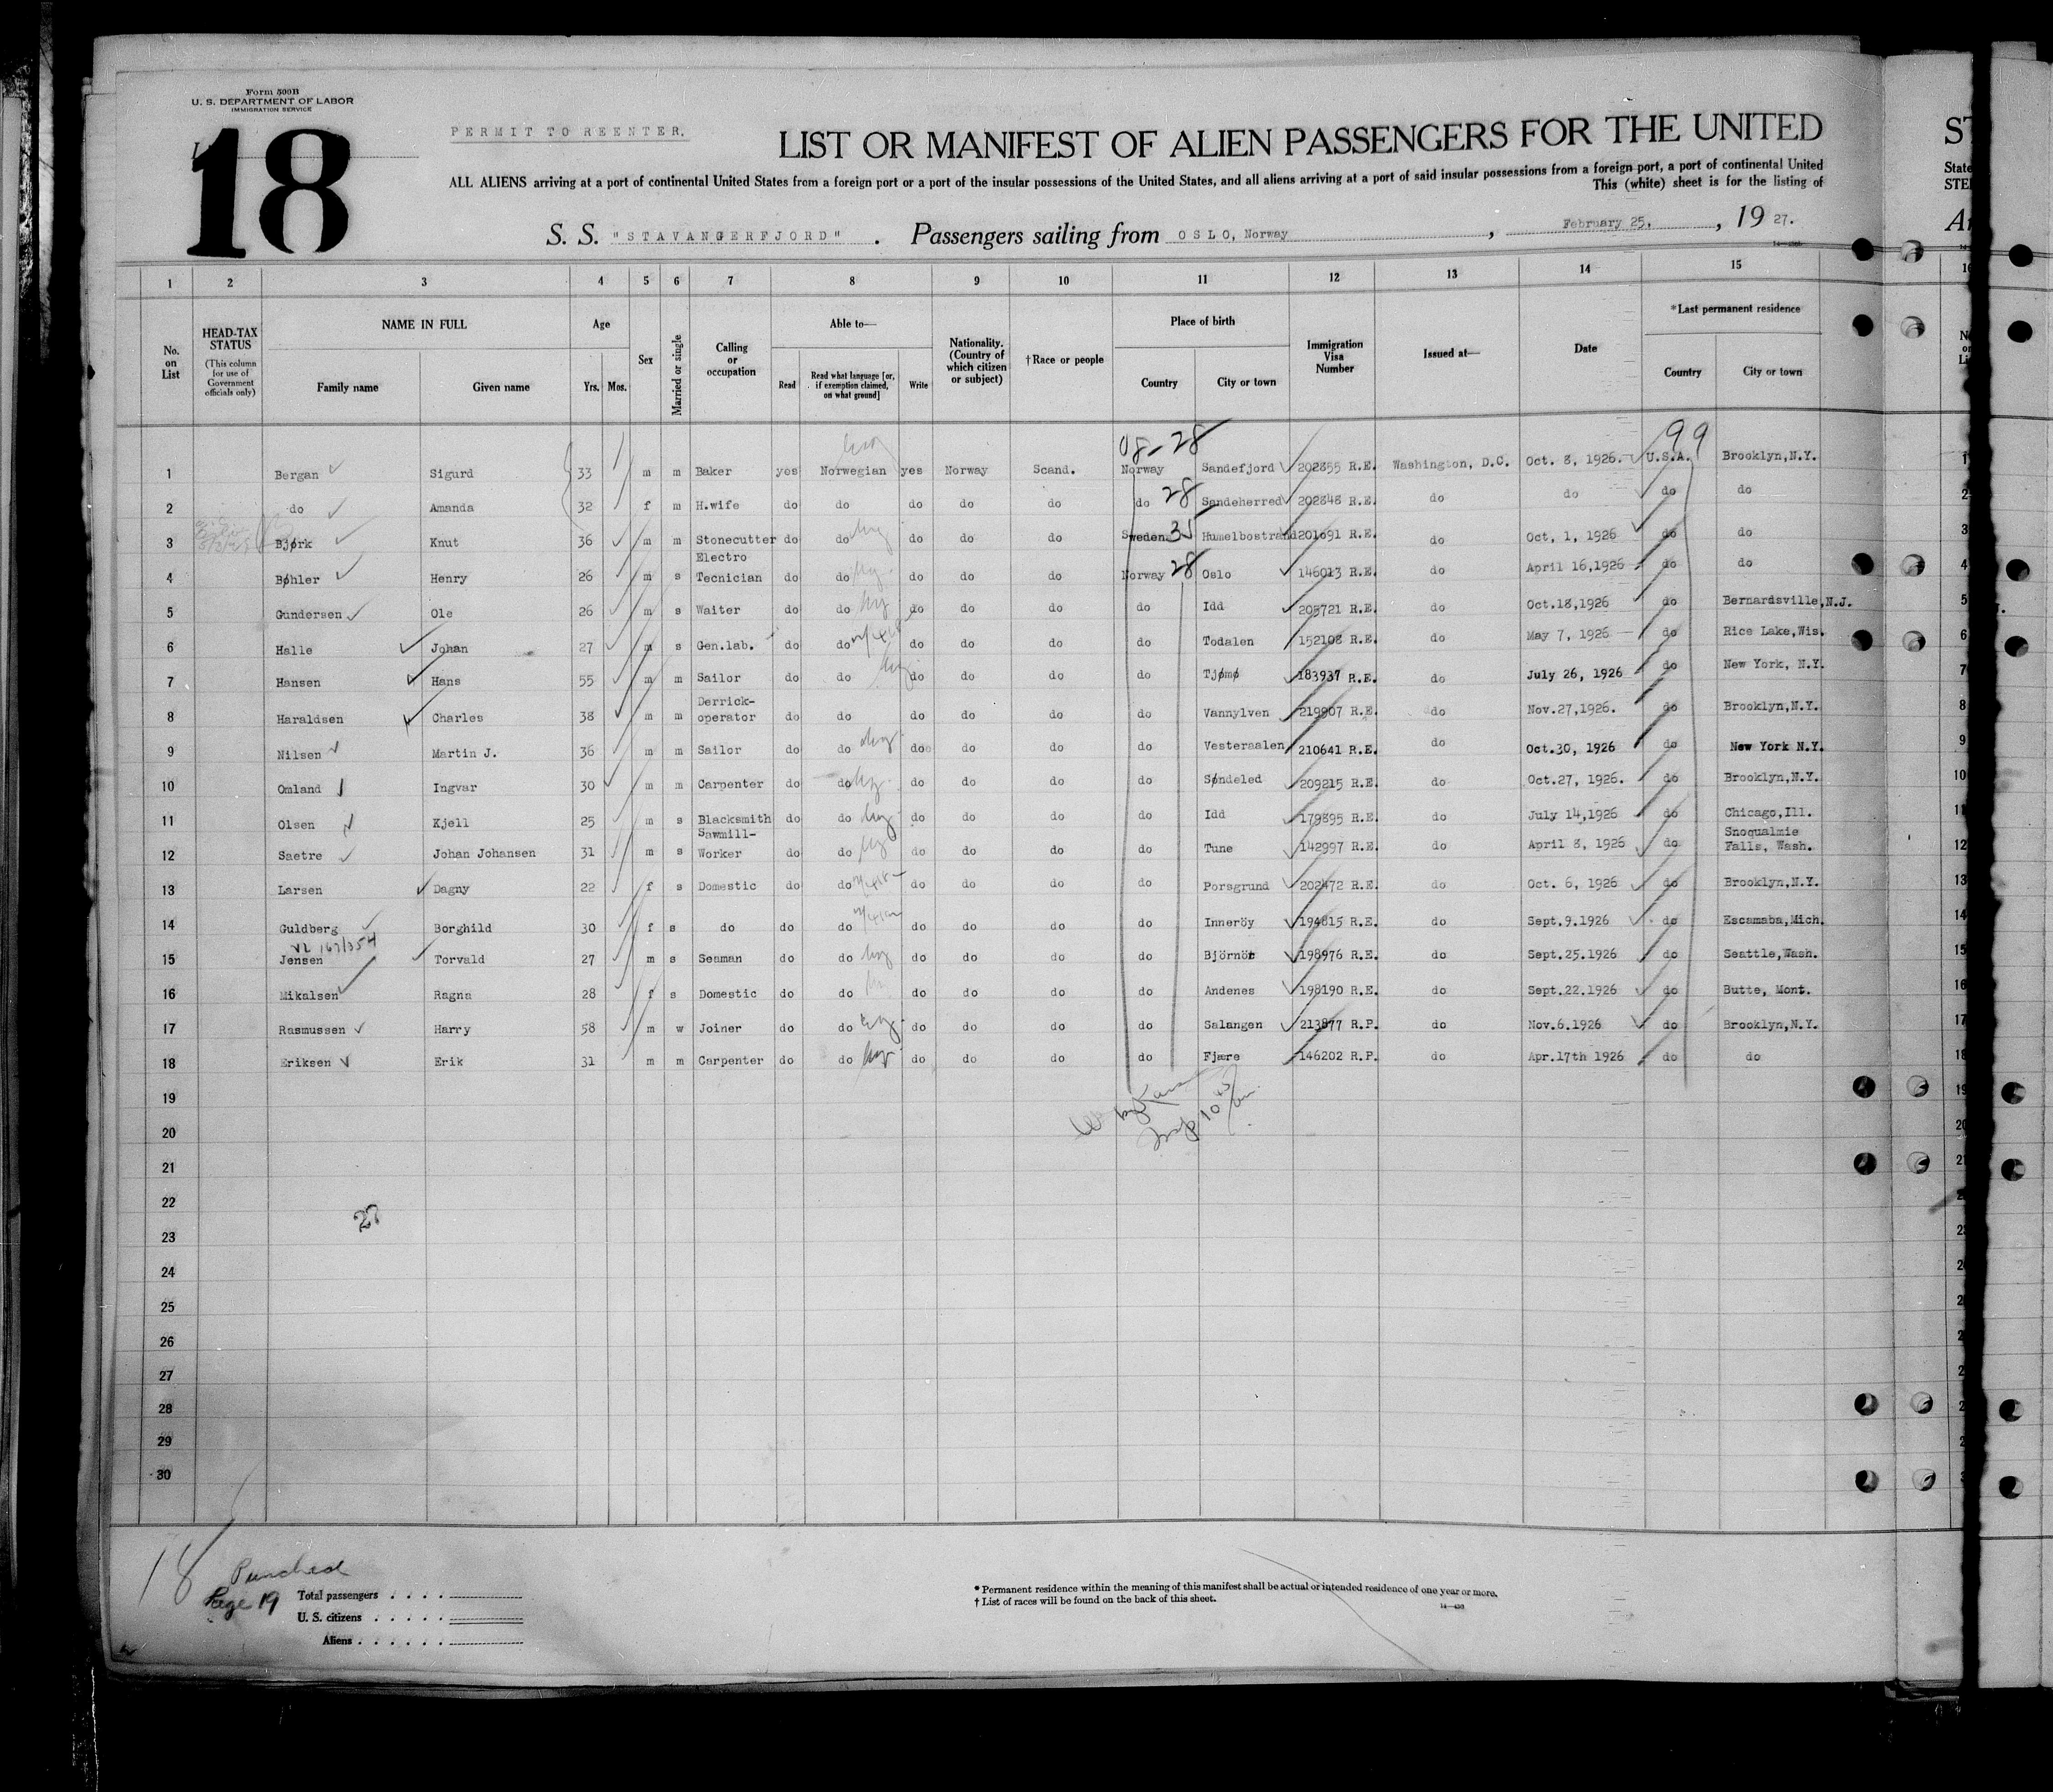 Form 500B
U. S. DEPARTMENT OF LABOR
IMMIGRATION SERVICE
18
PERMIT TO REENTER.
LIST OR MANIFEST OF ALIEN PASSENGERS FOR THE UNITED
ALL ALIENS arriving at a port of continental United States from a foreign port or a port of the insular possessions of the United States, and all aliens arriving at a port of said insular possessions from a foreign port, a port of continental United
This (white) sheet is for the listing of
S. S. "STAVANGERFJORD" . Passengers sailing from OSLO, Norway , February 25, , 19 27.
1 2 3 4 5 6 7 8 9 10 11 12 13 14 15
No. on List
HEAD-TAX STATUS
(This column for use of Government officials only)
NAME IN FULL
Family name Given name
Age
Yrs. Mos.
Sex
Married or single
Calling or occupation
Able to—
Read
Read what language [or, if exemption claimed, on what ground]
Write
Nationality. (Country of which citizen or subject)
†Race or people
Place of birth
Country City or town
Immigration Visa Number
Issued at—
Date
*Last permanent residence
Country City or town
08-28 99
1 Bergan Sigurd 33 m m Baker yes Norwegian yes Norway Scand. Norway Sandefjord 202855 R.E. Washington, D.C. Oct. 8, 1926. U.S.A. Brooklyn,N.Y.
2 do Amanda 32 f m H.wife do do do do do do 28 Sandeherred 202848 R.E. do do do do
3 Bjørk Knut 36 m m Stonecutter do do do do do Sweden 35 Humelbostrand 201691 R.E. do Oct, 1, 1926 do do
4 Bøhler Henry 26 m s Electro Tecnician do do do do do Norway 28 Oslo 146013 R.E. do April 16,1926 do do
5 Gundersen Ole 26 m s Waiter do do do do do do Idd 205721 R.E. do Oct.18,1926 do Bernardsville,N.J.
6 Halle Johan 27 m s Gen.lab. do do do do do do Todalen 152108 R.E. do May 7, 1926 do Rice Lake,Wis.
7 Hansen Hans 55 m m Sailor do do do do do do Tjømø 183937 R.E. do July 26, 1926 do New York, N.Y.
8 Haraldsen Charles 38 m m Derrick-operator do do do do do do Vannylven 219907 R.E. do Nov.27,1926. do Brooklyn,N.Y.
9 Nilsen Martin J. 36 m m Sailor do do do do do do Vesteraalen 210641 R.E. do Oct.30, 1926 do New York N.Y.
10 Omland Ingvar 30 m m Carpenter do do do do do do Søndeled 209215 R.E. do Oct.27, 1926. do Brooklyn,N.Y.
11 Olsen Kjell 25 m s Blacksmith do do do do do do Idd 179895 R.E. do July 14,1926 do Chicago,Ill.
12 Saetre Johan Johansen 31 m s Sawmill-Worker do do do do do do Tune 142997 R.E. do April 8, 1926 do Snoqualmie Falls, Wash.
13 Larsen Dagny 22 f s Domestic do do do do do do Porsgrund 202472 R.E. do Oct. 6, 1926 do Brooklyn,N.Y.
14 Guldberg Borghild 30 f s do do do do do do do Inneröy 194815 R.E. do Sept.9.1926 do Escamaba,Mich.
15 Jensen Torvald 27 m s Seaman do do do do do do Björnör 198976 R.E. do Sept.25.1926 do Seattle,Wash.
16 Mikalsen Ragna 28 f s Domestic do do do do do do Andenes 198190 R.E. do Sept.22.1926 do Butte, Mont.
17 Rasmussen Harry 58 m w Joiner do do do do do do Salangen 213877 R.P. do Nov.6.1926 do Brooklyn,N.Y.
18 Eriksen Erik 31 m m Carpenter do do do do do do Fjære 146202 R.P. do Apr.17th 1926 do do
19
20
21
22
23
24
25
26
27
28
29
30
18 Punched
Page 19
Total passengers
U. S. citizens
Aliens
* Permanent residence within the meaning of this manifest shall be actual or intended residence of one year or more.
† List of races will be found on the back of this sheet.